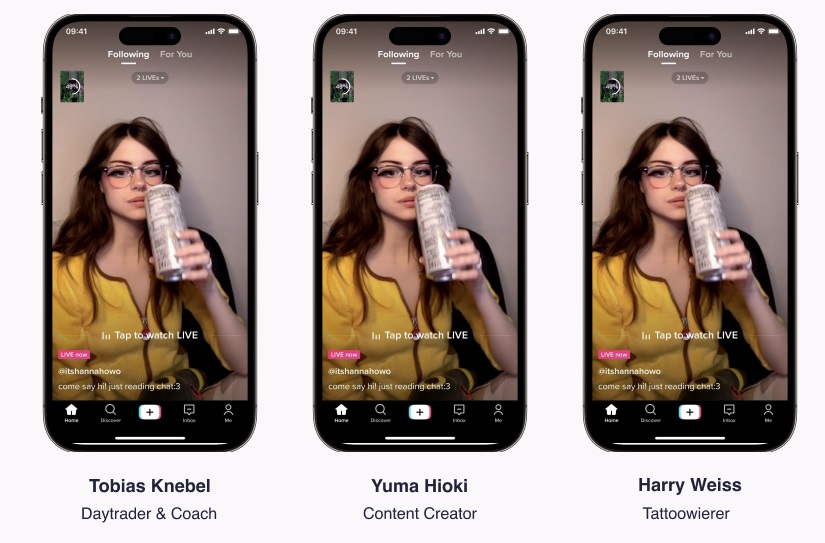 09:41
Following For You
2 LIVEs
49%
Tap to watch LIVE
LIVE now
@itshannahowo
come say hi! just reading chat:3
Home Discover Inbox Me
Tobias Knebel
Daytrader & Coach
09:41
Following For You
2 LIVEs
49%
Tap to watch LIVE
LIVE now
@itshannahowo
come say hi! just reading chat:3
Home Discover Inbox Me
Yuma Hioki
Content Creator
09:41
Following For You
2 LIVEs
49%
Tap to watch LIVE
LIVE now
@itshannahowo
come say hi! just reading chat:3
Home Discover Inbox Me
Harry Weiss
Tattoowierer